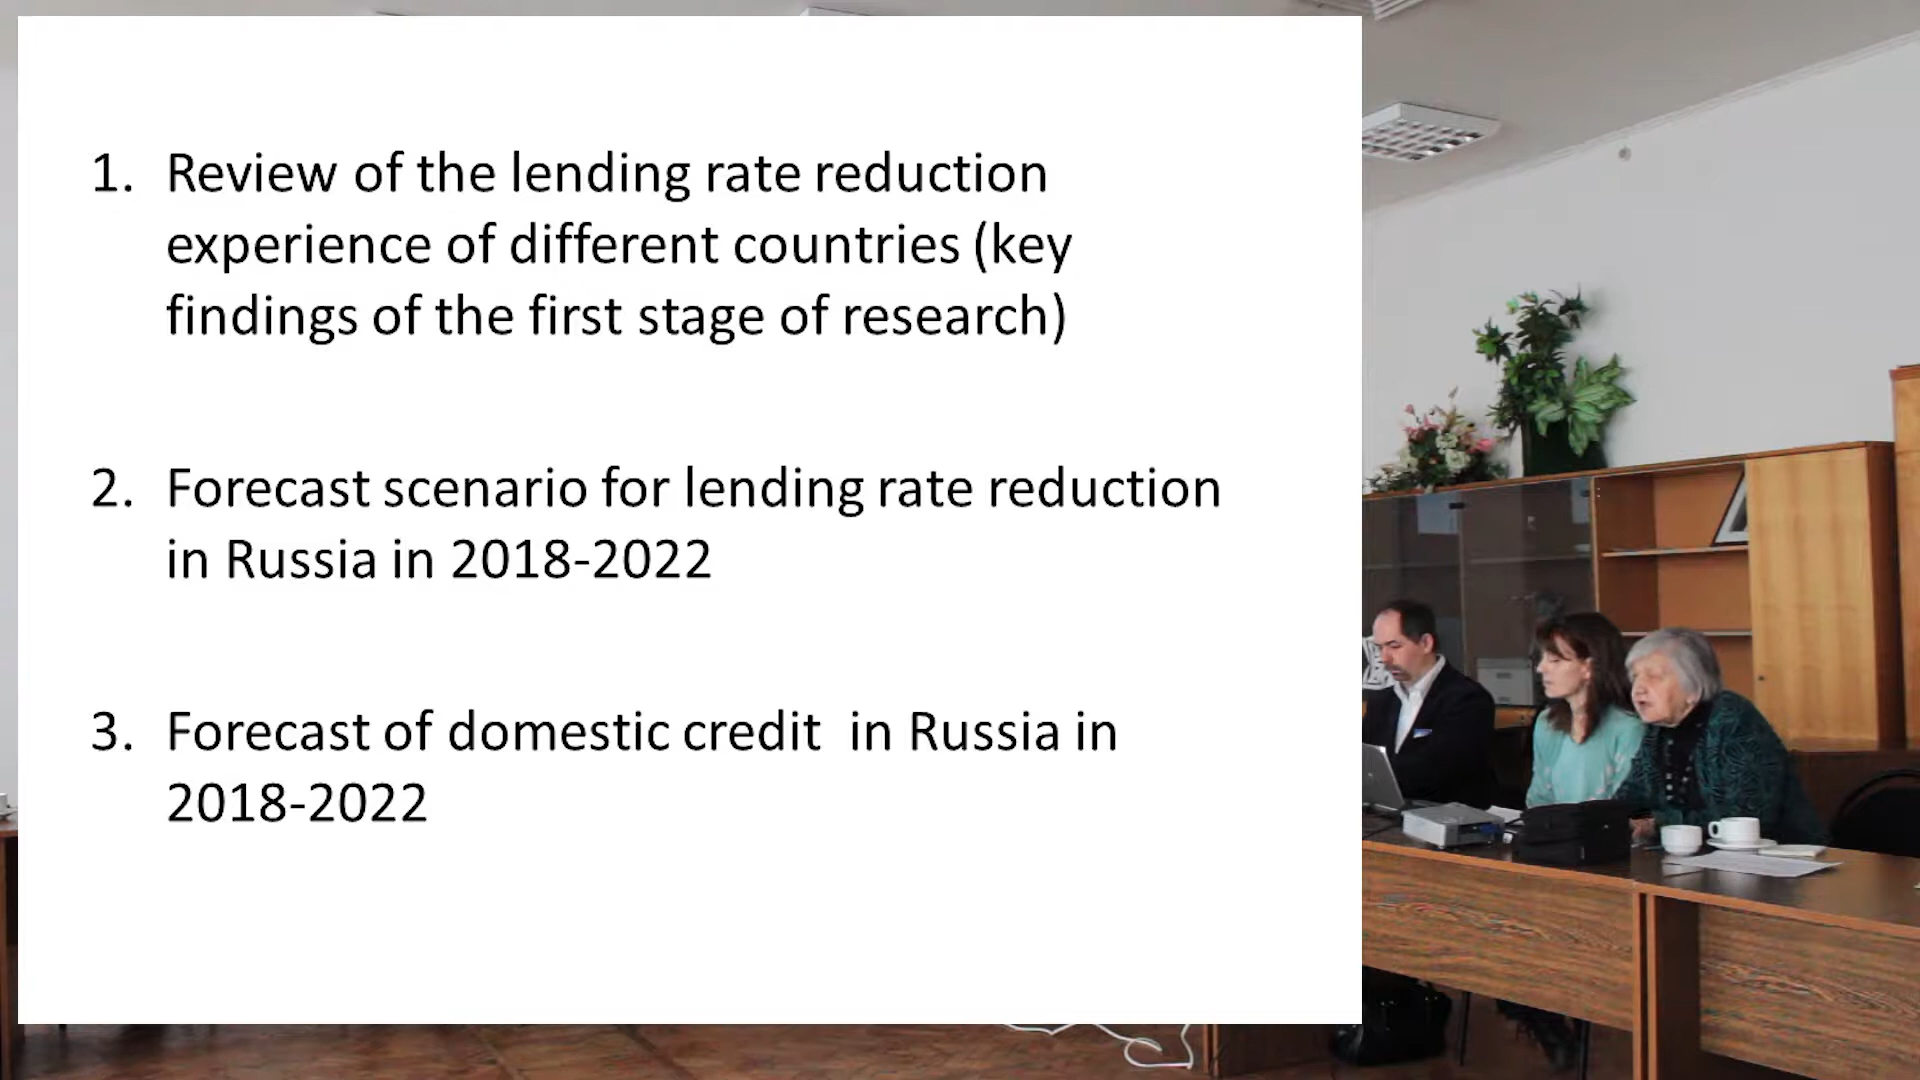 1. Review of the lending rate reduction
experience of different countries (key
findings of the first stage of research)
2. Forecast scenario for lending rate reduction
in Russia in 2018-2022
3. Forecast of domestic credit  in Russia in
2018-2022